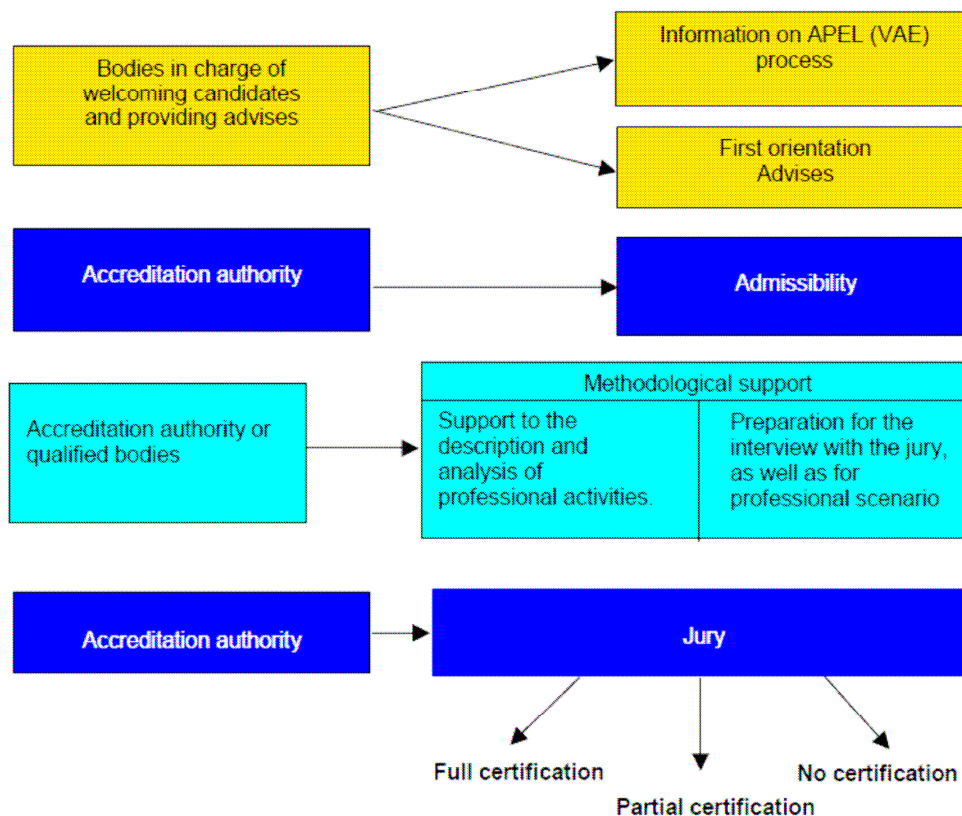 Bodies in charge of
welcoming candidates
and providing advises
Information on APEL (VAE)
process
First orientation
Advises
Accreditation authority
Admissibility
Accreditation authority or
qualified bodies
Methodological support
Support to the
description and
analysis of
professional activities.
Preparation for the
interview with the jury,
as well as for
professional scenario
Accreditation authority
Jury
Full certification
Partial certification
No certification